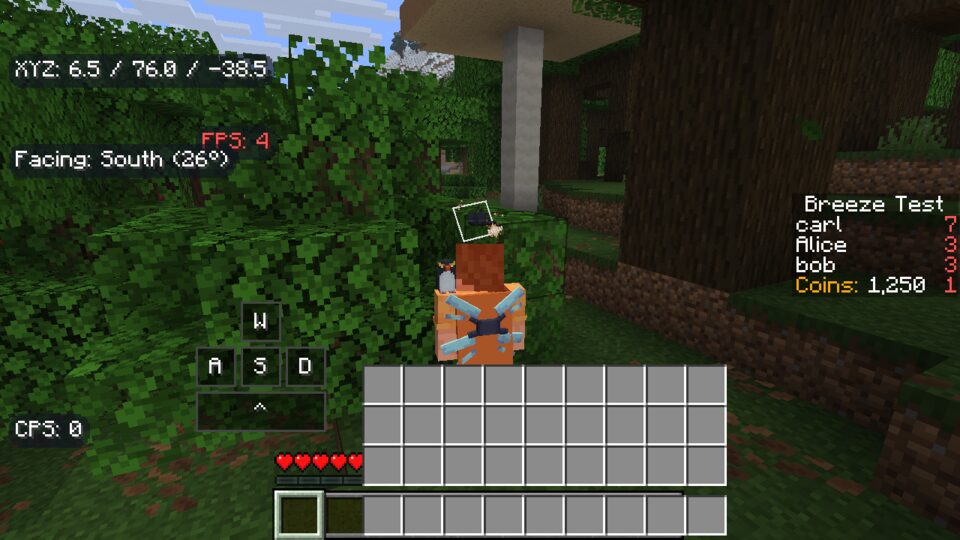 XYZ: 6.5 / 76.0 / -38.5
FPS: 4
Facing: South (26°)
Breeze Test
carl 7
Alice 3
bob 3
Coins: 1,250 1
W
A S D
^
CPS: 0